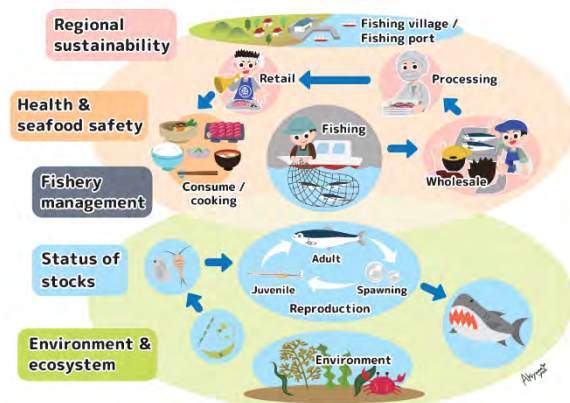 Regional
sustainability
Fishing village /
Fishing port
Retail
Processing
Health &
seafood safety
Fishing
Consume /
cooking
Wholesale
Fishery
management
Status of
stocks
Adult
Juvenile
Spawning
Reproduction
Environment &
ecosystem
Environment